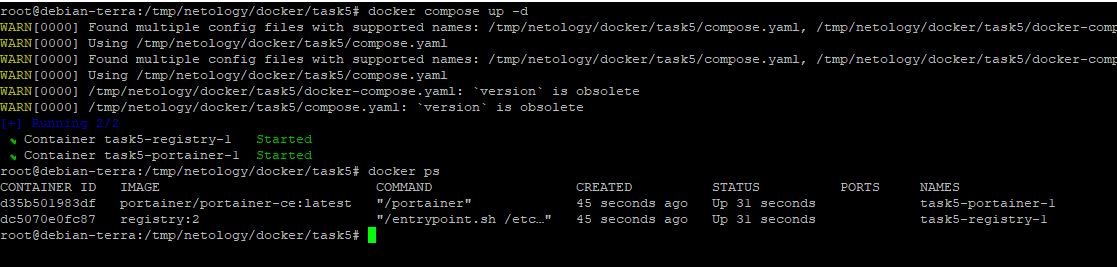 root@debian-terra:/tmp/netology/docker/task5# docker compose up -d
WARN[0000] Found multiple config files with supported names: /tmp/netology/docker/task5/compose.yaml, /tmp/netology/docker/task5/docker-comp
WARN[0000] Using /tmp/netology/docker/task5/compose.yaml
WARN[0000] Found multiple config files with supported names: /tmp/netology/docker/task5/compose.yaml, /tmp/netology/docker/task5/docker-comp
WARN[0000] Using /tmp/netology/docker/task5/compose.yaml
WARN[0000] /tmp/netology/docker/task5/docker-compose.yaml: `version` is obsolete
WARN[0000] /tmp/netology/docker/task5/compose.yaml: `version` is obsolete
[+] Running 2/2
Container task5-registry-1 Started
Container task5-portainer-1 Started
root@debian-terra:/tmp/netology/docker/task5# docker ps
CONTAINER ID IMAGE COMMAND CREATED STATUS PORTS NAMES
d35b501983df portainer/portainer-ce:latest "/portainer" 45 seconds ago Up 31 seconds task5-portainer-1
dc5070e0fc87 registry:2 "/entrypoint.sh /etc…" 45 seconds ago Up 31 seconds task5-registry-1
root@debian-terra:/tmp/netology/docker/task5#